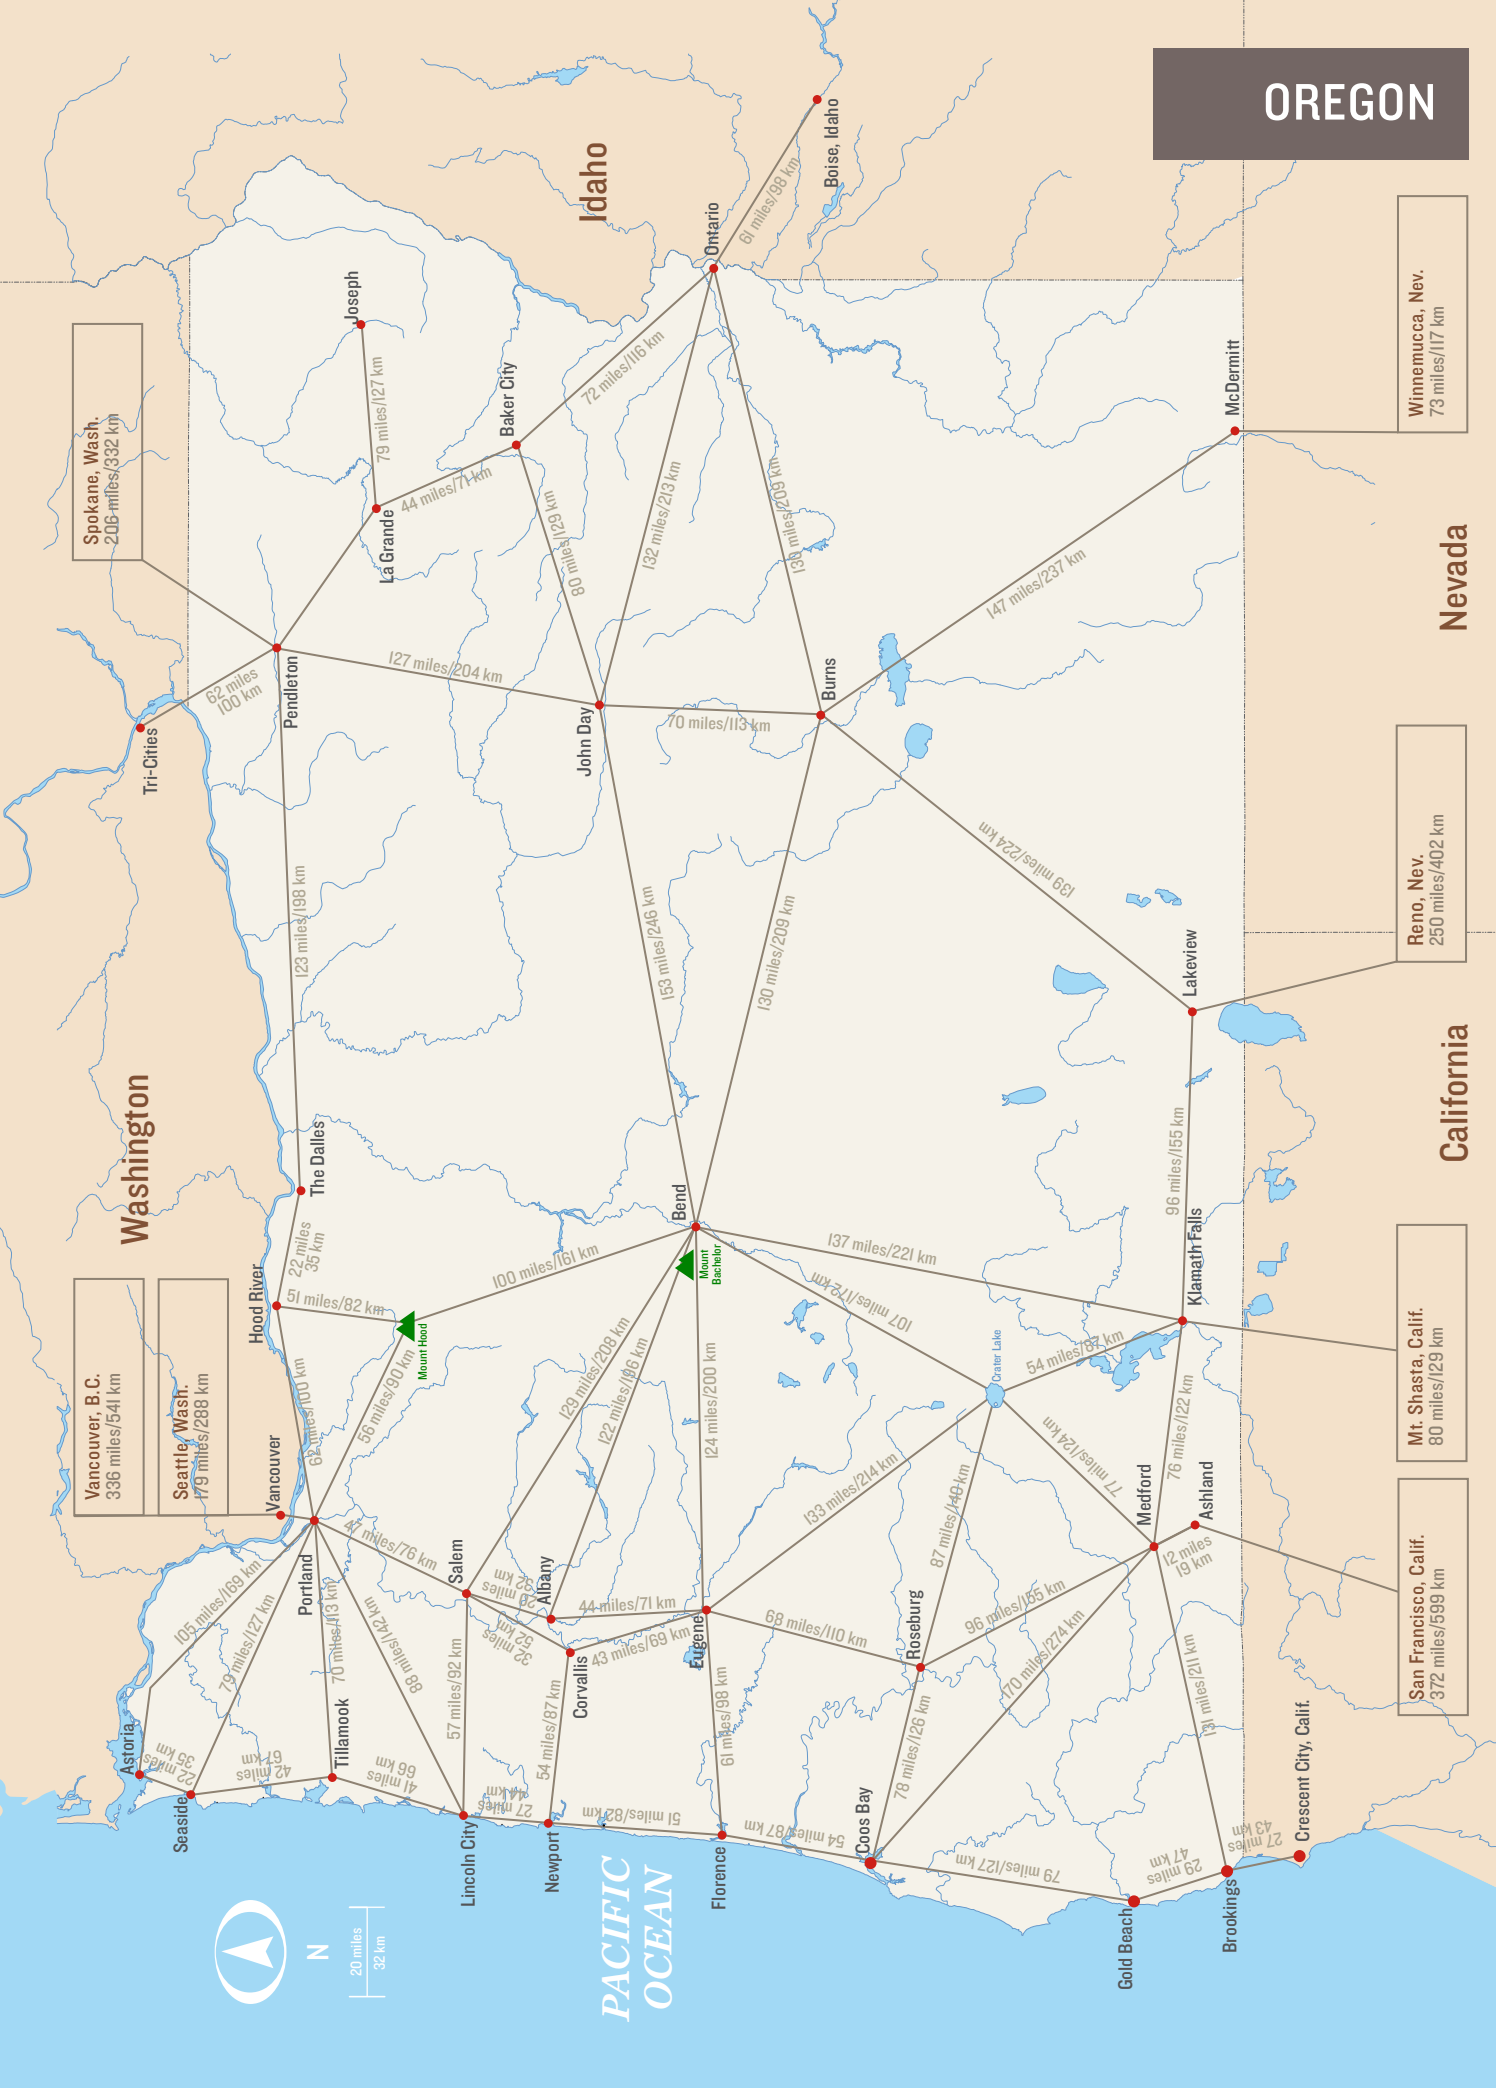 OREGON
Washington
Idaho
Nevada
California
PACIFIC
OCEAN
N
20 miles
32 km
Vancouver, B.C.
336 miles/541 km
Seattle, Wash.
179 miles/288 km
Spokane, Wash.
206 miles/332 km
San Francisco, Calif.
372 miles/599 km
Mt. Shasta, Calif.
80 miles/129 km
Reno, Nev.
250 miles/402 km
Winnemucca, Nev.
73 miles/117 km
Astoria
Seaside
Tillamook
Lincoln City
Newport
Florence
Coos Bay
Gold Beach
Brookings
Crescent City, Calif.
Vancouver
Portland
Salem
Albany
Corvallis
Eugene
Roseburg
Medford
Ashland
Hood River
The Dalles
Mount Hood
Bend
Mount
Bachelor
Crater Lake
Klamath Falls
Lakeview
Tri-Cities
Pendleton
La Grande
Joseph
Baker City
John Day
Burns
Ontario
Boise, Idaho
McDermitt
22 miles
35 km
105 miles/169 km
79 miles/127 km
42 miles
67 km
70 miles/113 km
41 miles
66 km
88 miles/142 km
47 miles/76 km
57 miles/92 km
27 miles
44 km
20 miles
32 km
32 miles
52 km
54 miles/87 km
44 miles/71 km
43 miles/69 km
51 miles/82 km
61 miles/98 km
54 miles/87 km
68 miles/110 km
78 miles/126 km
79 miles/127 km
29 miles
47 km
27 miles
43 km
131 miles/211 km
170 miles/274 km
96 miles/155 km
12 miles
19 km
87 miles/140 km
77 miles/124 km
76 miles/122 km
54 miles/87 km
133 miles/214 km
107 miles/172 km
137 miles/221 km
124 miles/200 km
122 miles/196 km
129 miles/208 km
100 miles/161 km
56 miles/90 km
62 miles/100 km
51 miles/82 km
22 miles
35 km
123 miles/198 km
62 miles
100 km
127 miles/204 km
79 miles/127 km
44 miles/71 km
80 miles/129 km
72 miles/116 km
132 miles/213 km
130 miles/209 km
61 miles/98 km
70 miles/113 km
153 miles/246 km
130 miles/209 km
147 miles/237 km
139 miles/224 km
96 miles/155 km